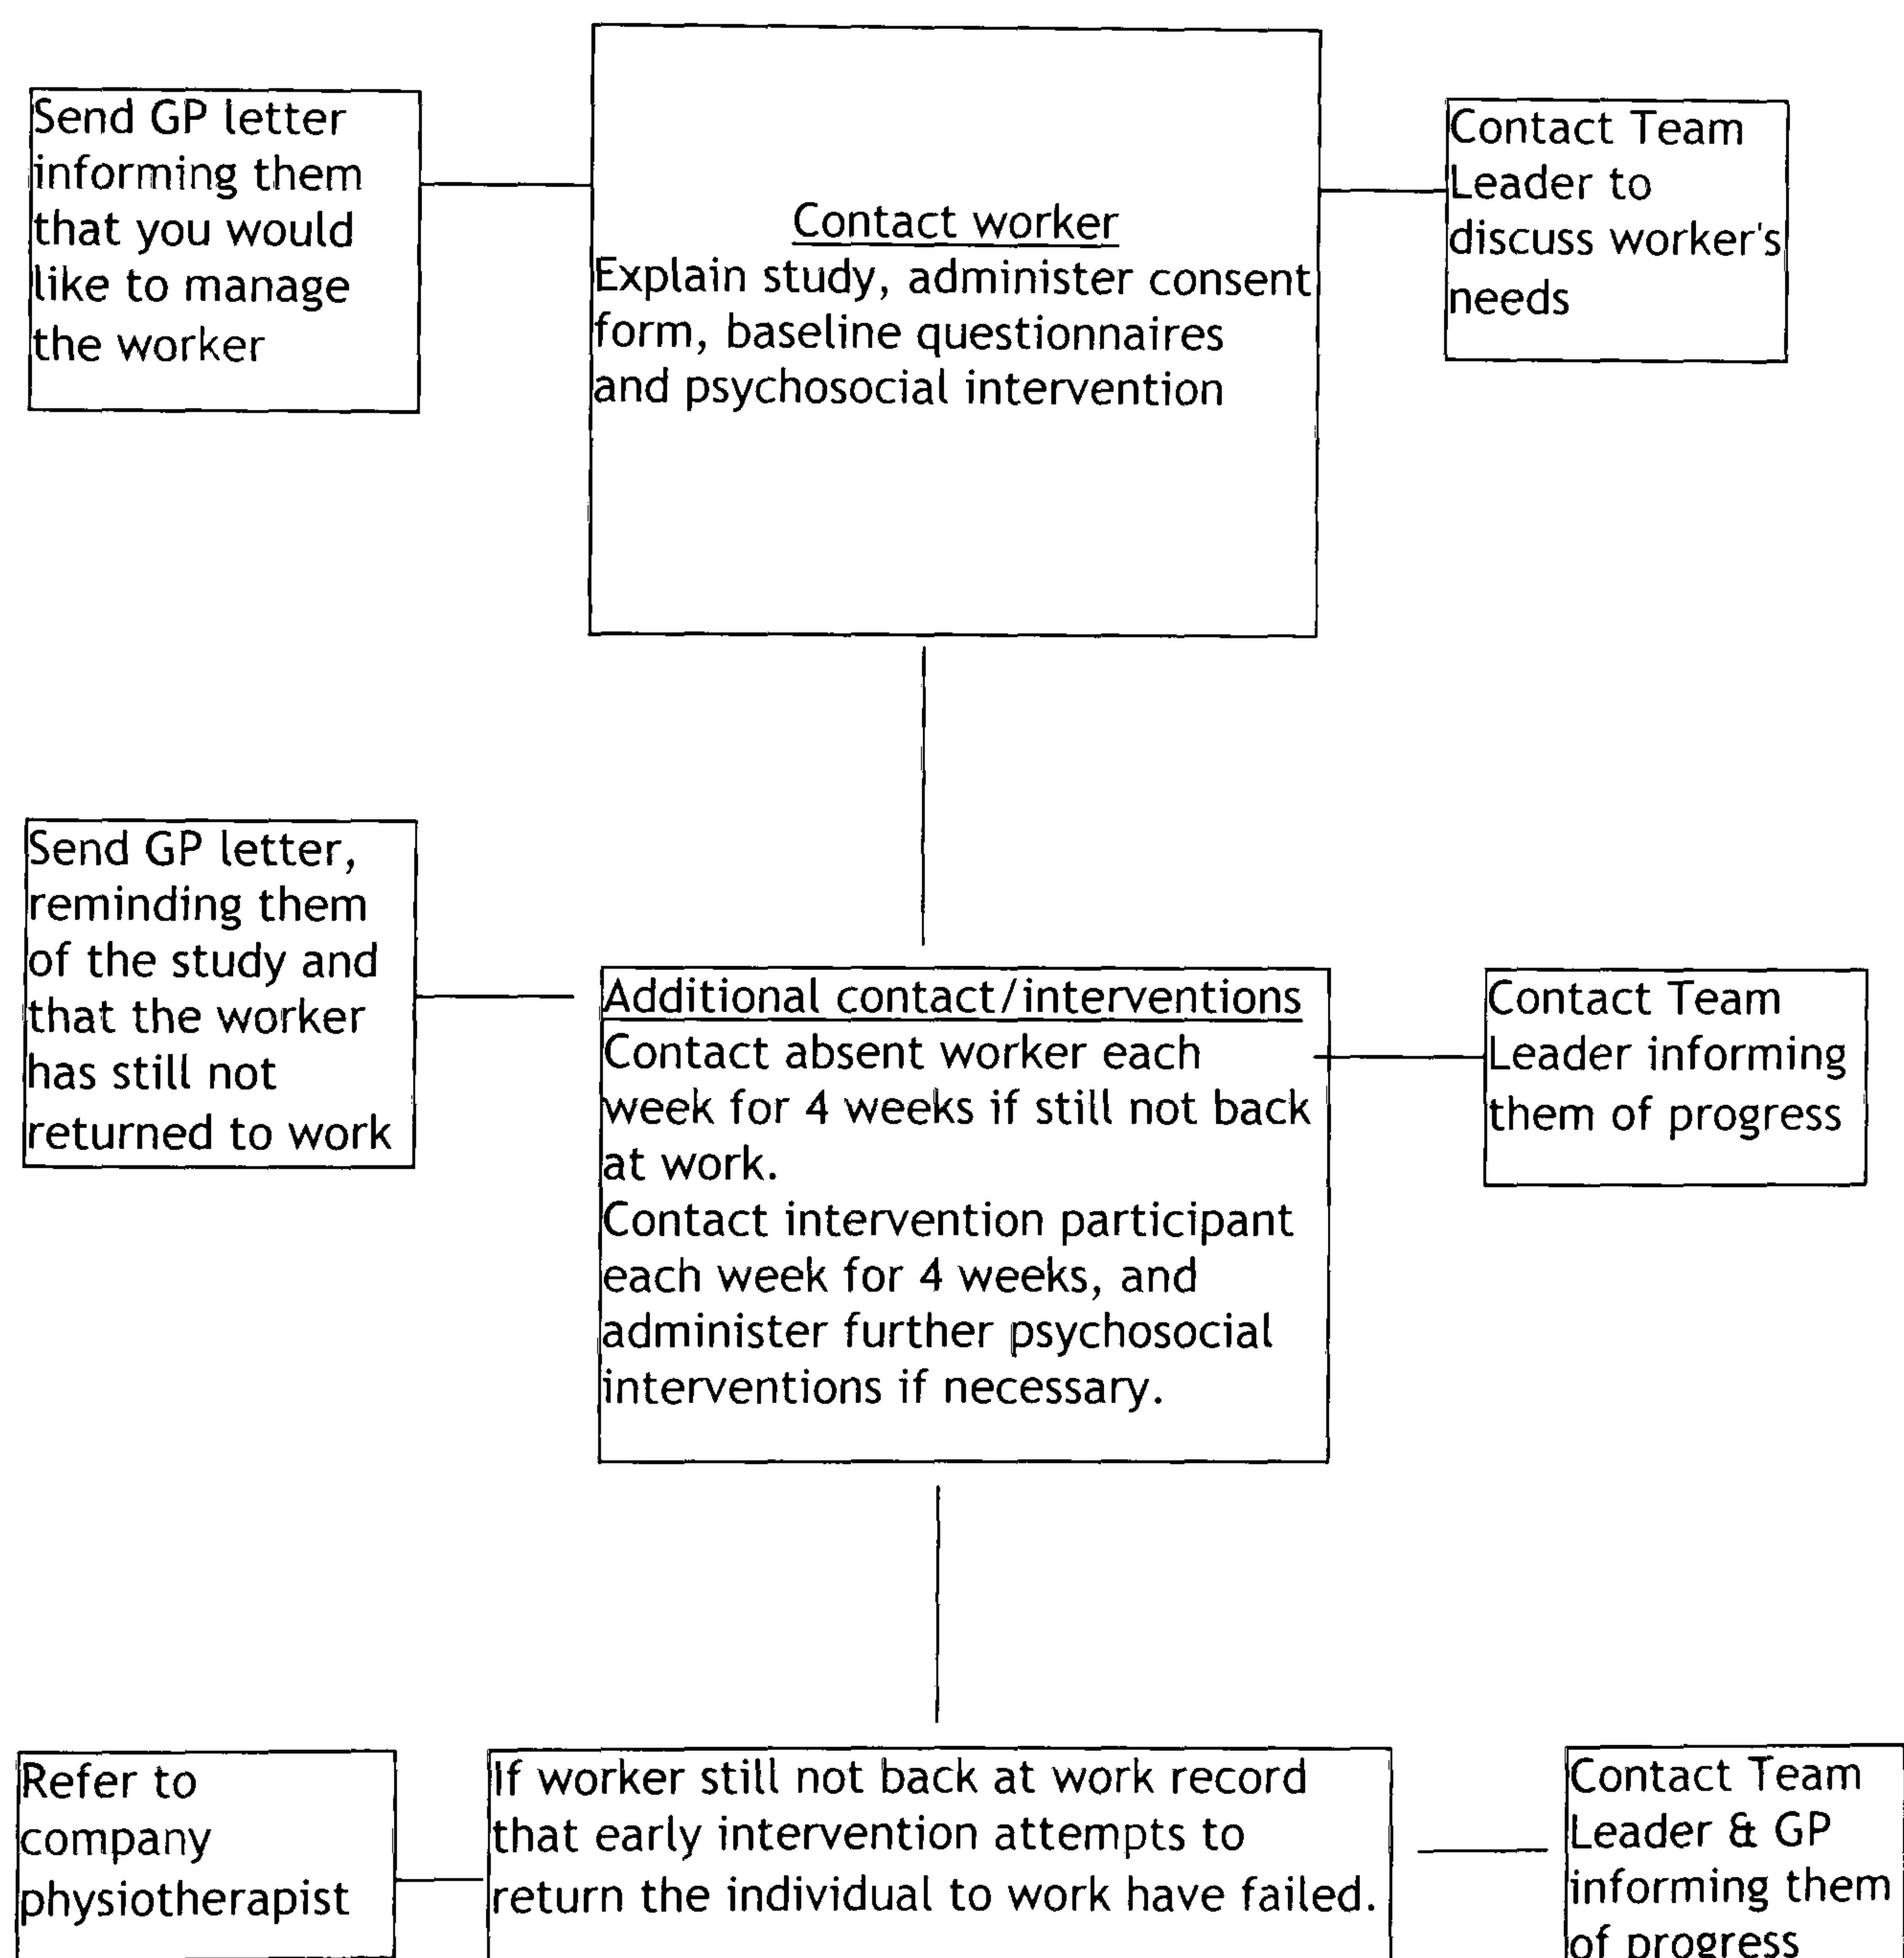 Send GP letter
informing them
that you would
like to manage
the worker
Contact worker
Explain study, administer consent
form, baseline questionnaires
and psychosocial intervention
Contact Team
Leader to
discuss worker's
needs
Send GP letter,
reminding them
of the study and
that the worker
has still not
returned to work
Additional contact/interventions
Contact absent worker each
week for 4 weeks if still not back
at work.
Contact intervention participant
each week for 4 weeks, and
administer further psychosocial
interventions if necessary.
Contact Team
Leader informing
them of progress
Refer to
company
physiotherapist
If worker still not back at work record
that early intervention attempts to
return the individual to work have failed.
Contact Team
Leader & GP
informing them
of progress